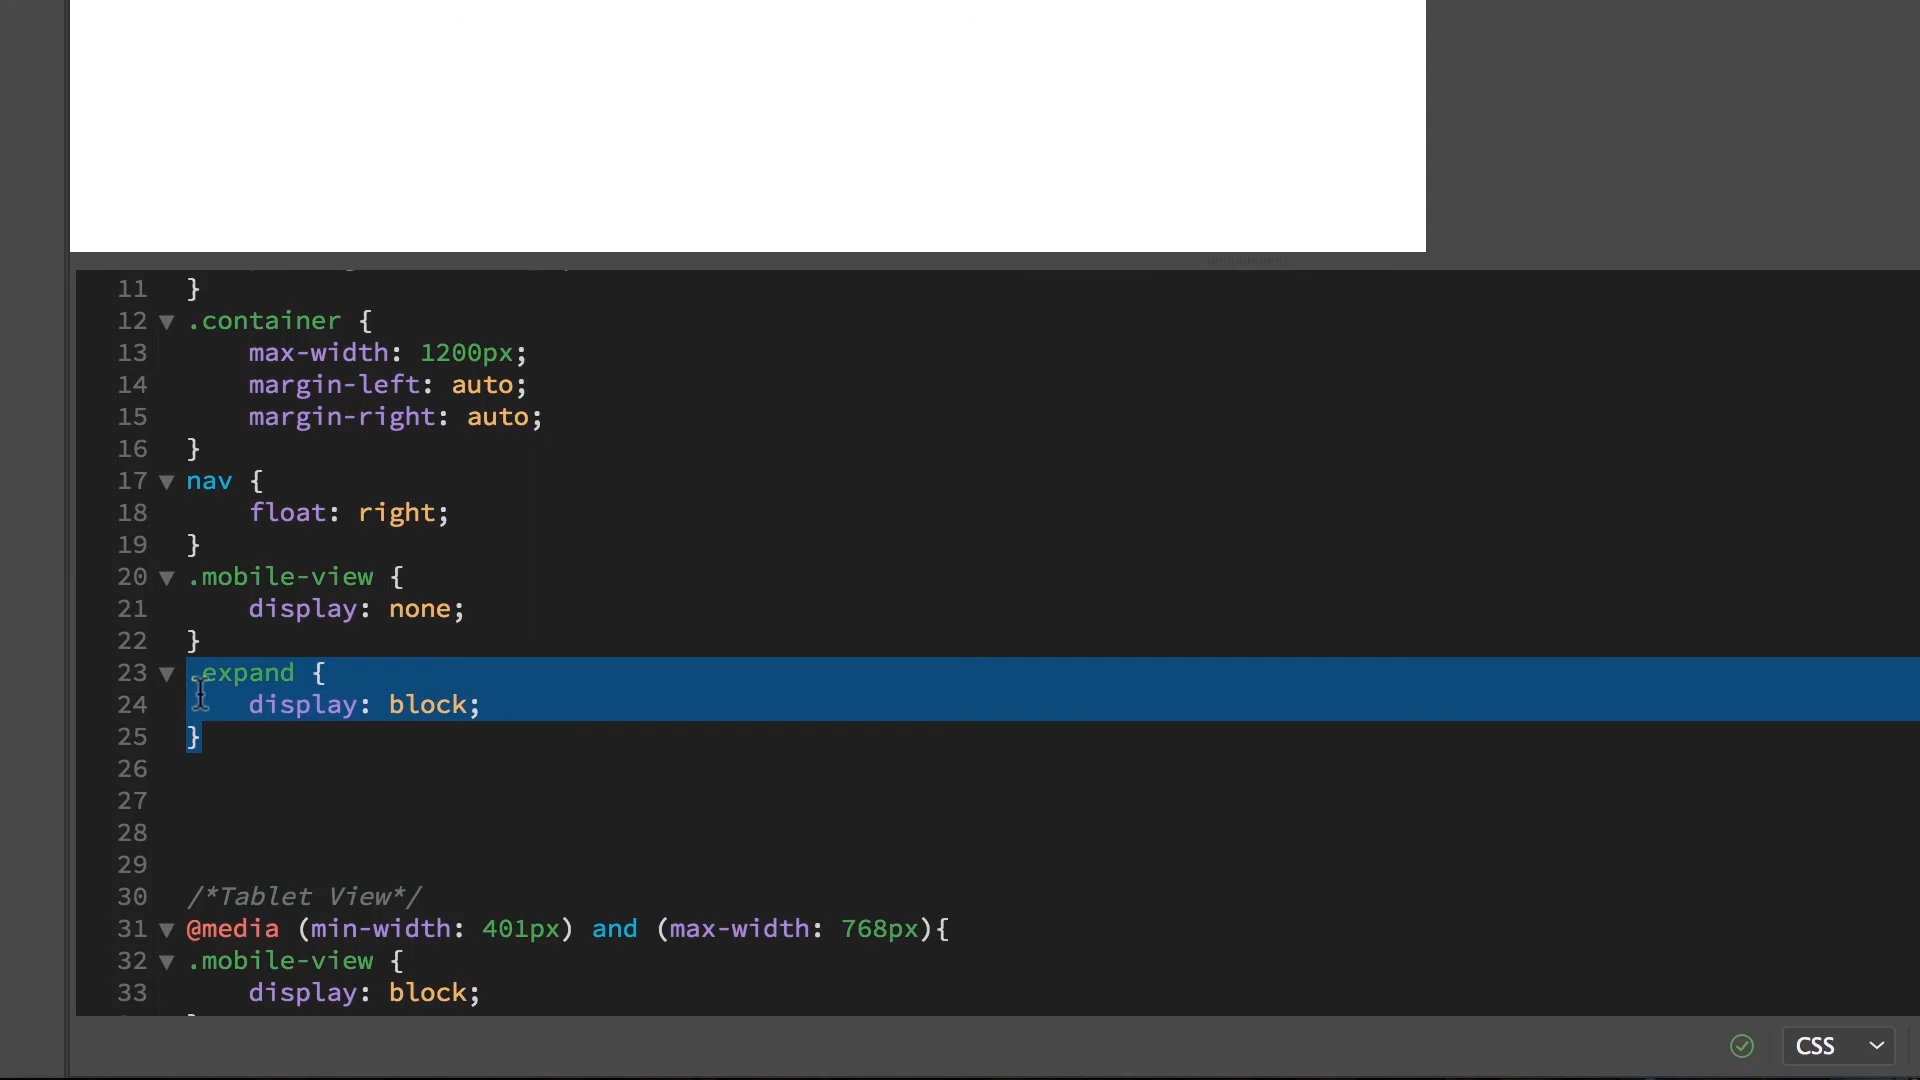 11 }
12 .container {
13 max-width: 1200px;
14 margin-left: auto;
15 margin-right: auto;
16 }
17 nav {
18 float: right;
19 }
20 .mobile-view {
21 display: none;
22 }
23 .expand {
24 display: block;
25 }
26
27
28
29
30 /*Tablet View*/
31 @media (min-width: 401px) and (max-width: 768px){
32 .mobile-view {
33 display: block;
CSS